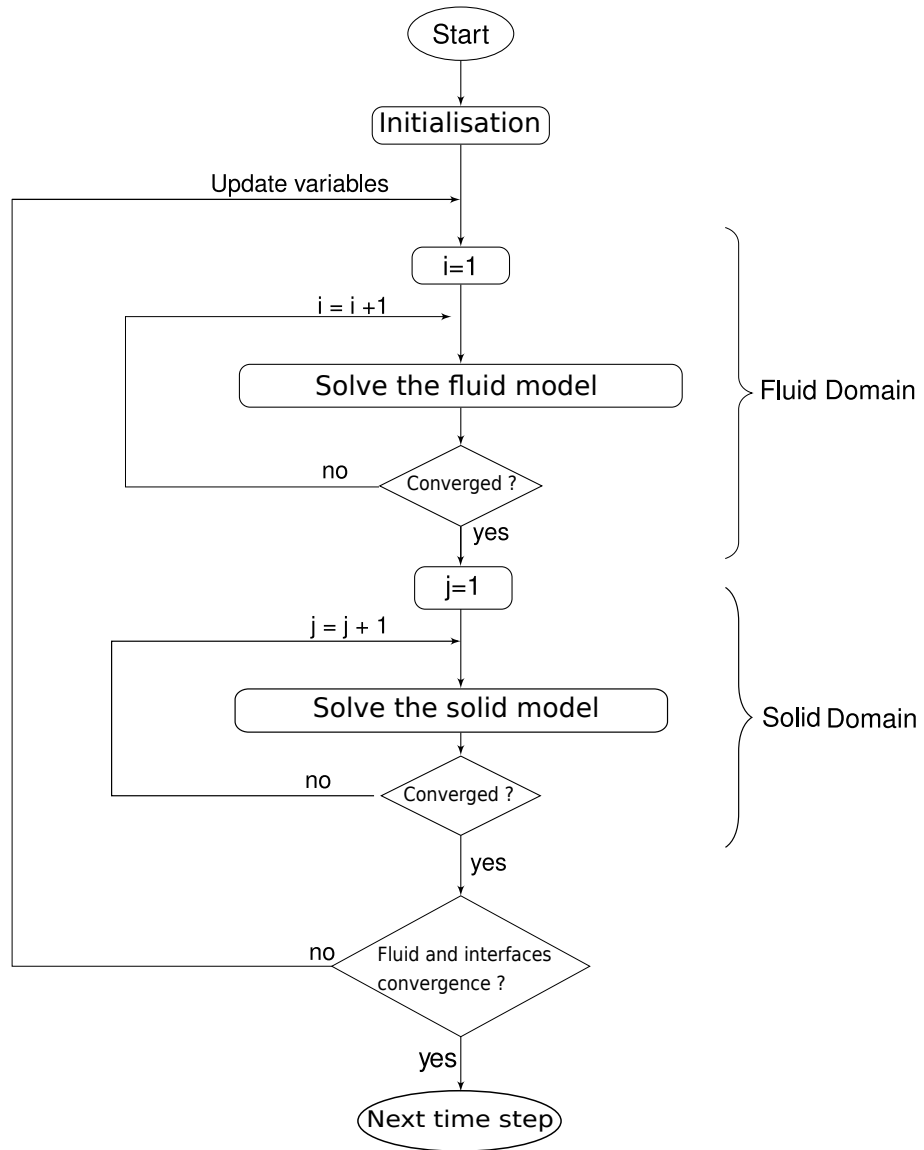 Start
Initialisation
Update variables
i=1
i = i +1
Solve the fluid model
Fluid Domain
no
Converged ?
yes
j=1
j = j + 1
Solve the solid model
Solid Domain
no
Converged ?
yes
no
Fluid and interfaces
convergence ?
yes
Next time step